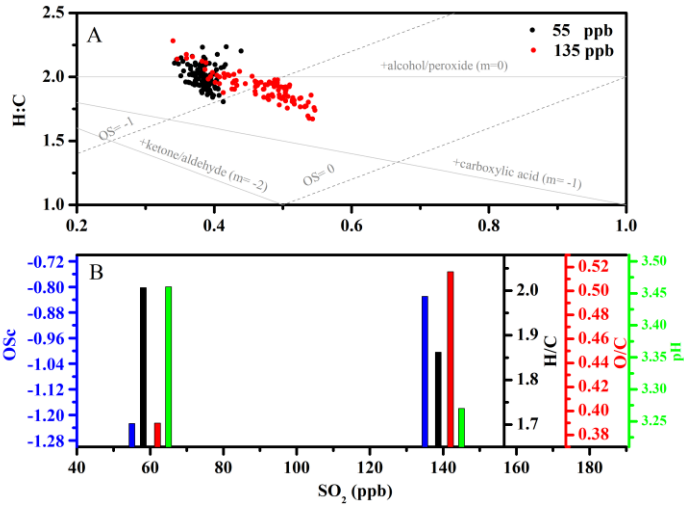 A
55 ppb
135 ppb
2.5
2.0
1.5
1.0
H:C
+alcohol/peroxide (m=0)
OS= -1
+ketone/aldehyde (m= -2)
OS= 0
+carboxylic acid (m= -1)
0.2 0.4 0.6 0.8 1.0
B
-0.72
-0.80
-0.88
-0.96
-1.04
-1.12
-1.20
-1.28
OSc
2.0
1.9
1.8
1.7
H/C
0.52
0.50
0.48
0.46
0.44
0.42
0.40
0.38
O/C
3.50
3.45
3.40
3.35
3.30
3.25
pH
40 60 80 100 120 140 160 180
SO₂ (ppb)